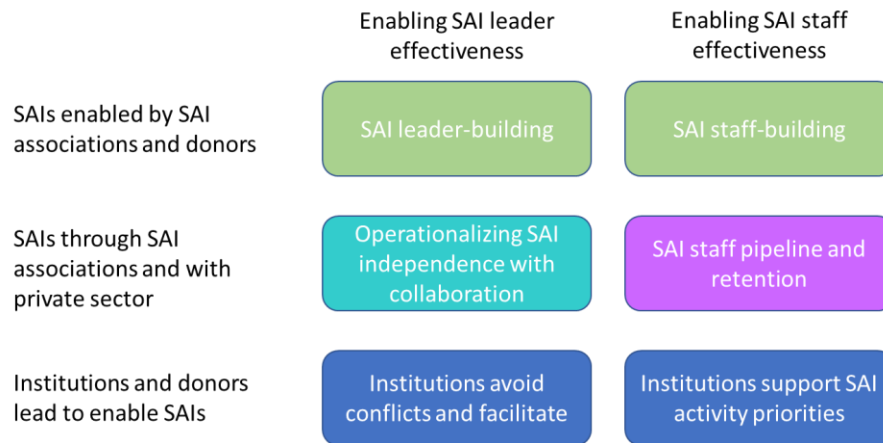 Enabling SAI leader
effectiveness
Enabling SAI staff
effectiveness
SAIs enabled by SAI
associations and donors
SAI leader-building
SAI staff-building
SAIs through SAI
associations and with
private sector
Operationalizing SAI
independence with
collaboration
SAI staff pipeline and
retention
Institutions and donors
lead to enable SAIs
Institutions avoid
conflicts and facilitate
Institutions support SAI
activity priorities